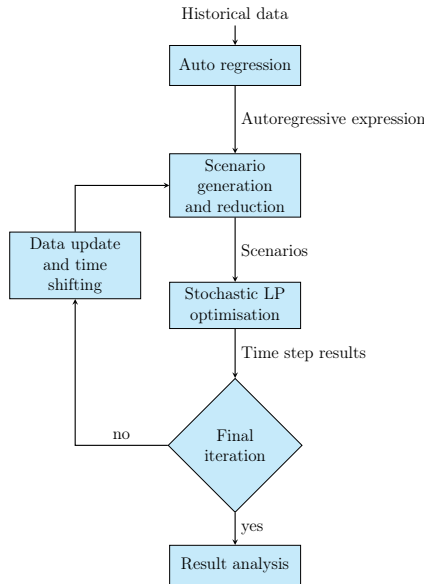 Historical data
Auto regression
Autoregressive expression
Scenario
generation
and reduction
Data update
and time
shifting
Scenarios
Stochastic LP
optimisation
Time step results
no
Final
iteration
yes
Result analysis